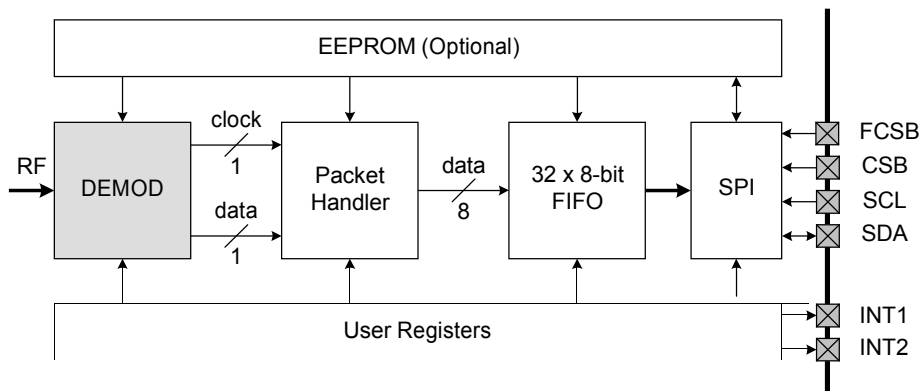 EEPROM (Optional)
RF
DEMOD
clock
1
data
1
Packet
Handler
data
8
32 x 8-bit
FIFO
SPI
FCSB
CSB
SCL
SDA
User Registers
INT1
INT2